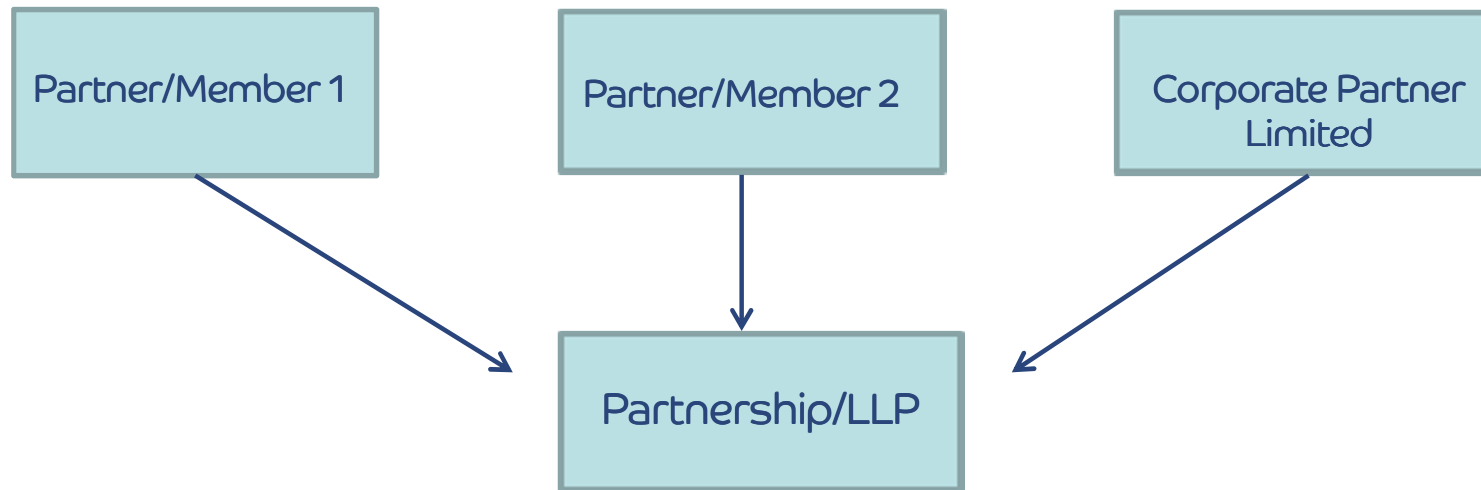 Partner/Member 1
Partner/Member 2
Corporate Partner
Limited
Partnership/LLP